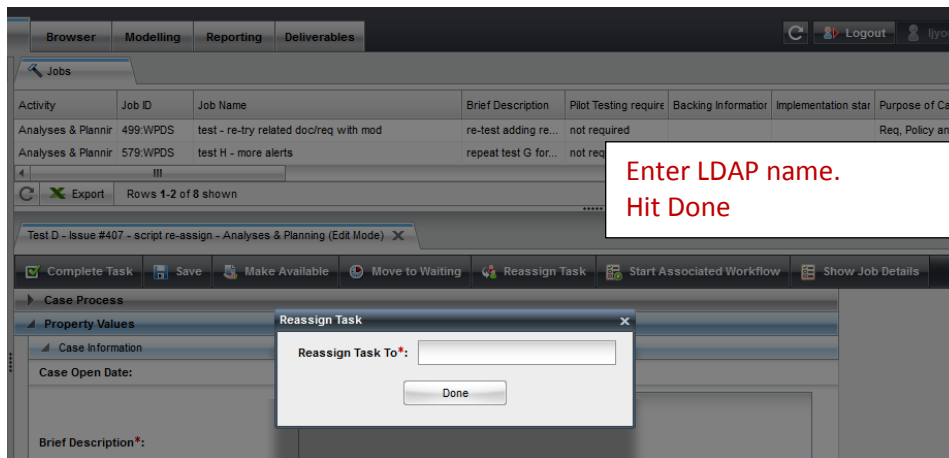 Browser Modelling Reporting Deliverables Logout
Jobs
Activity Job ID Job Name Brief Description Pilot Testing require Backing Information Implementation star Purpose of Ca
Analyses & Plannir 499:WPDS test - re-try related doc/req with mod re-test adding re... not required Req, Policy an
Analyses & Plannir 579:WPDS test H - more alerts repeat test G for... not req
Export Rows 1-2 of 8 shown
Enter LDAP name.
Hit Done
Test D - Issue #407 - script re-assign - Analyses & Planning (Edit Mode) X
Complete Task Save Make Available Move to Waiting Reassign Task Start Associated Workflow Show Job Details
Case Process
Property Values
Case Information
Case Open Date:
Brief Description*:
Reassign Task x
Reassign Task To*:
Done